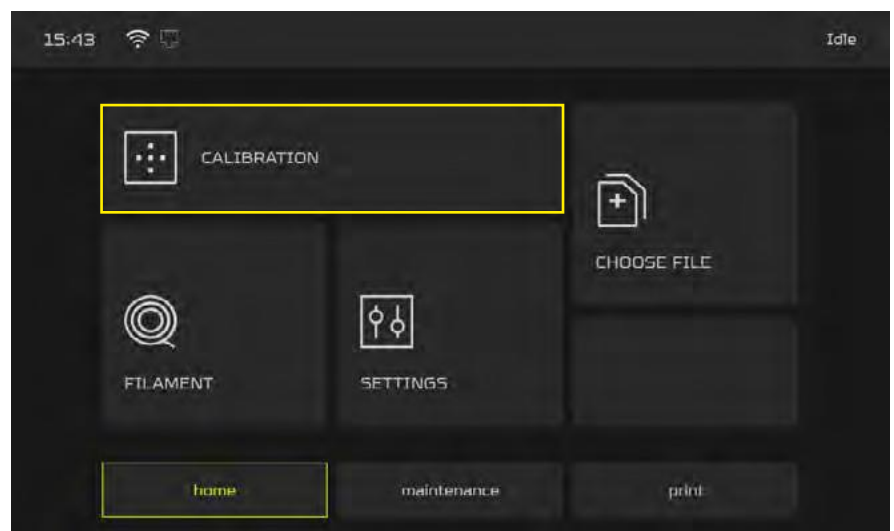 15:43
Idle
CALIBRATION
CHOOSE FILE
FILAMENT
SETTINGS
home
maintenance
print